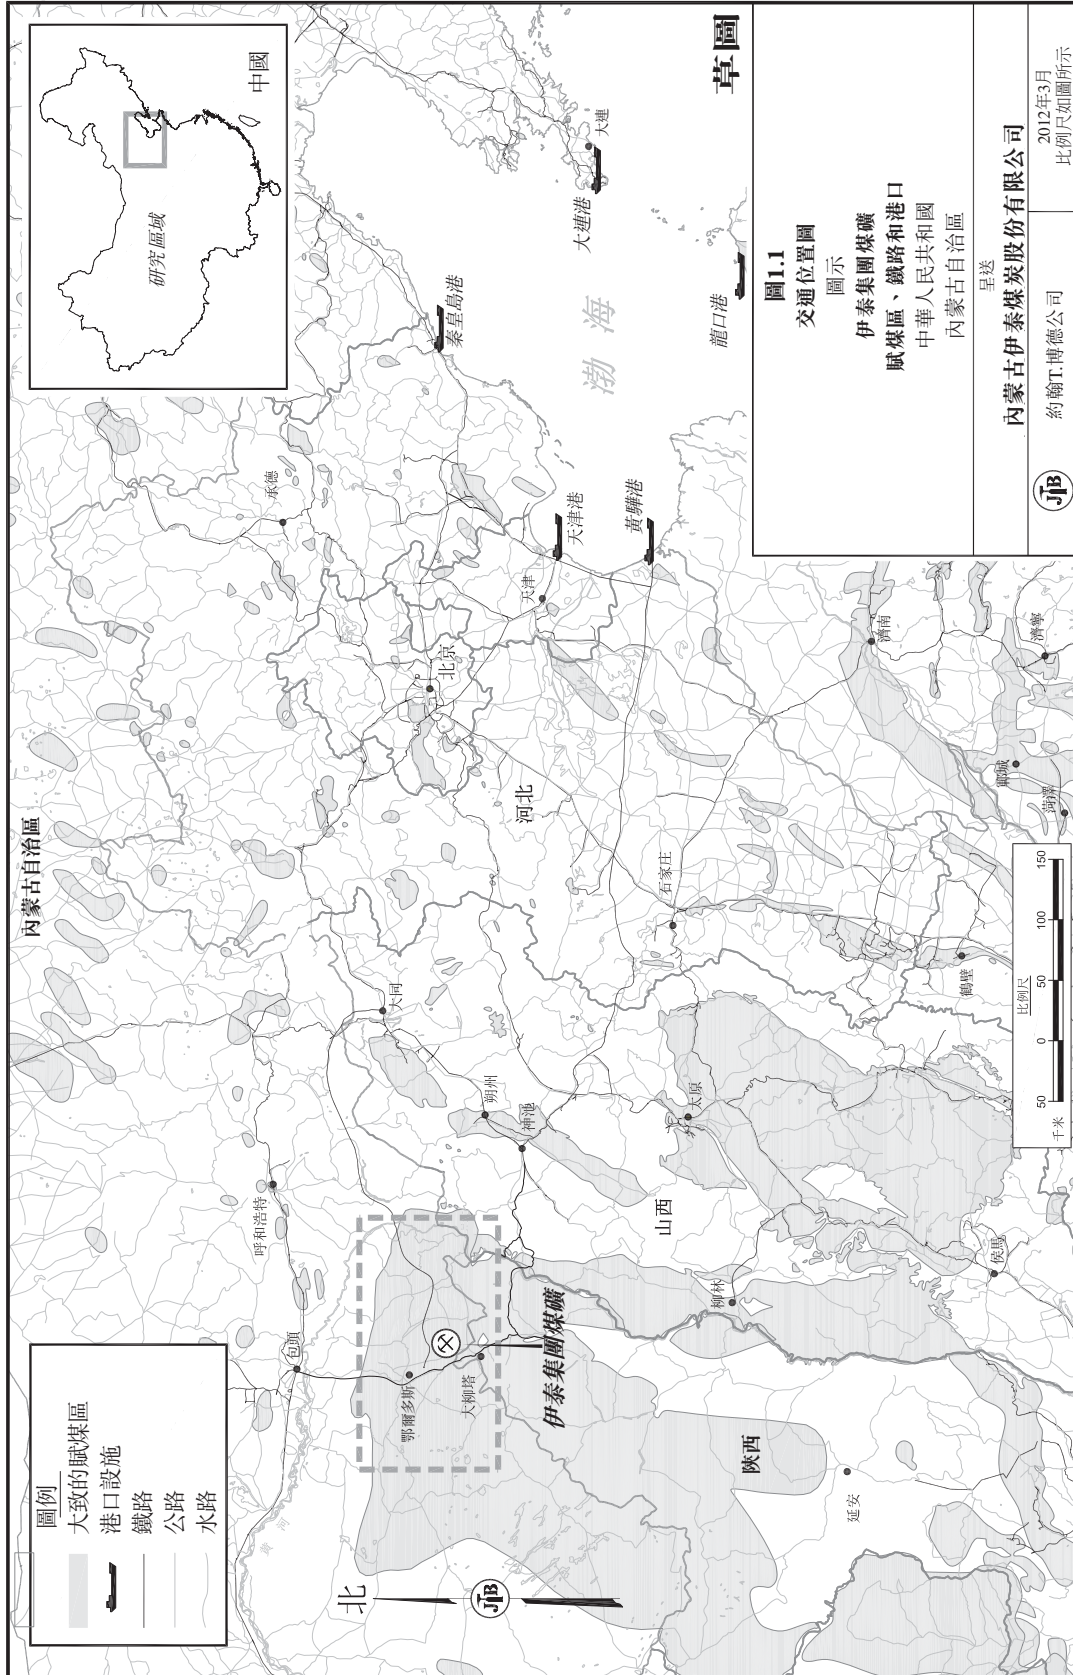 圖例
大致的賦煤區
港口設施
鐵路
公路
水路
內蒙古自治區
研究區域
中國
北
JTB
黃河
包頭
呼和浩特
鄂爾多斯
大柳塔
伊泰集團煤礦
大同
朔州
神池
山西
太原
柳林
侯馬
陝西
延安
河北
石家庄
北京
承德
天津
天津港
黃驊港
秦皇島港
渤海
大連港
大連
龍口港
濟南
濟寧
鄆城
菏澤
鶴壁
比例尺
50 0 50 100 150
千米
草圖
圖1.1
交通位置圖
圖示
伊泰集團煤礦
賦煤區、鐵路和港口
中華人民共和國
內蒙古自治區
呈送
內蒙古伊泰煤炭股份有限公司
JTB
約翰T.博德公司
2012年3月
比例尺如圖所示